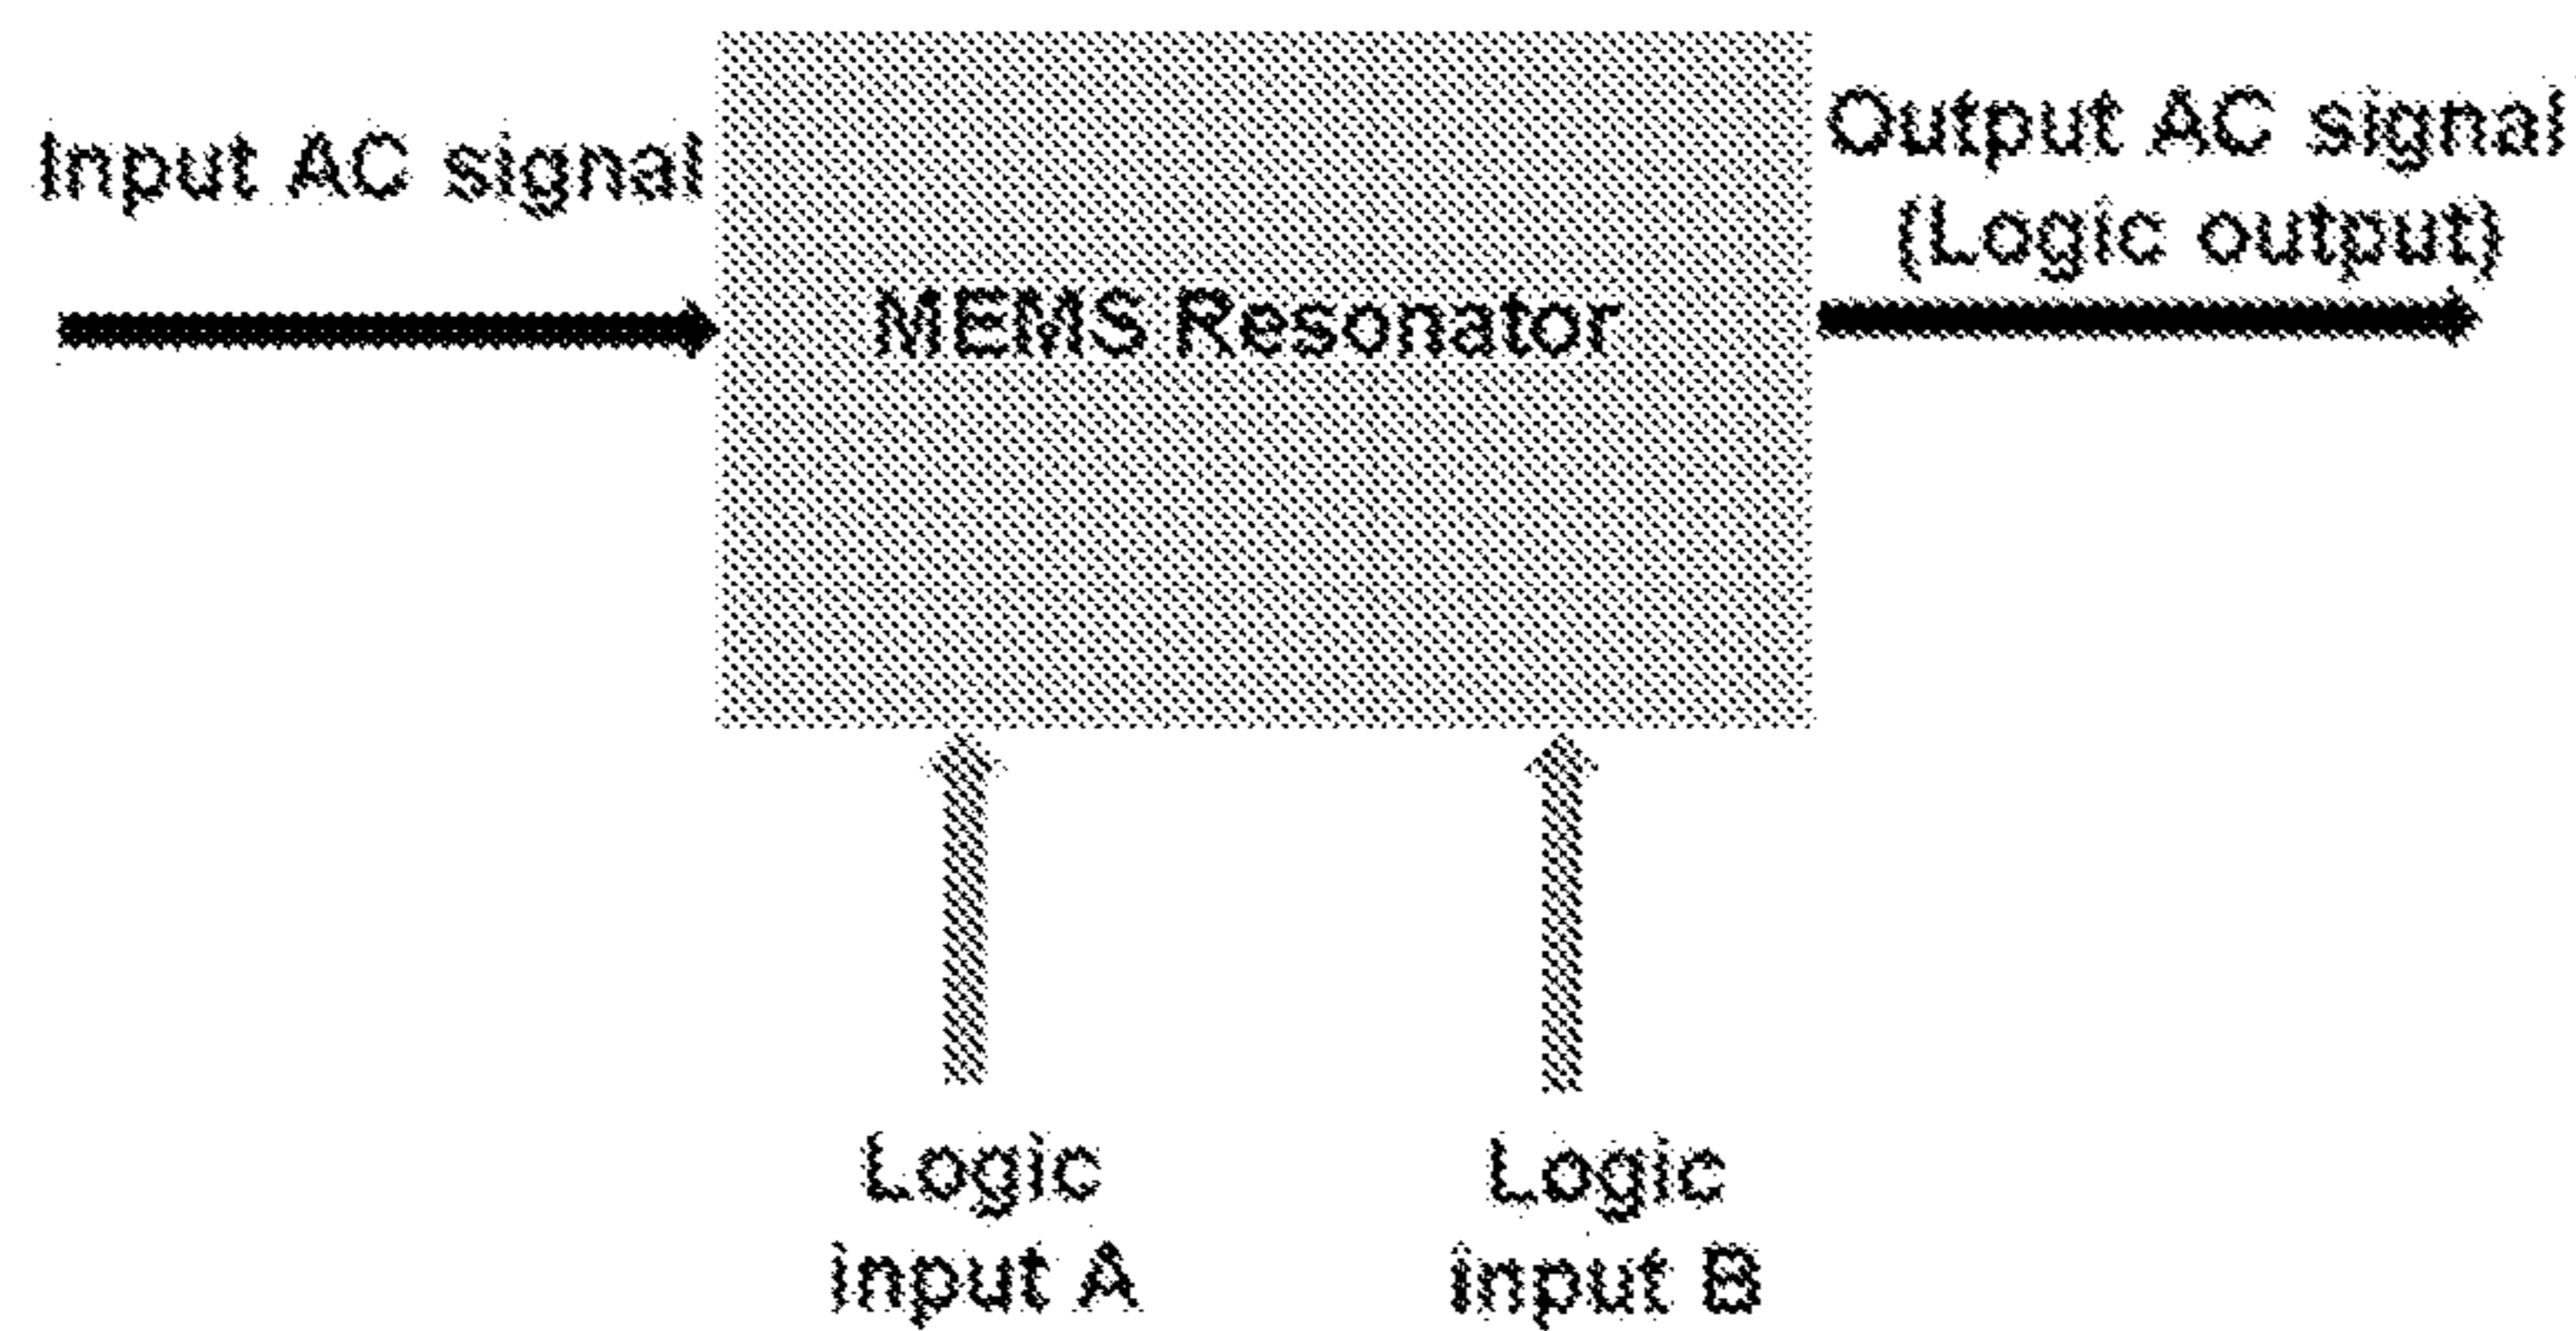 Input AC signal
Output AC signal
(Logic output)
MEMS Resonator
Logic
input A
Logic
input B